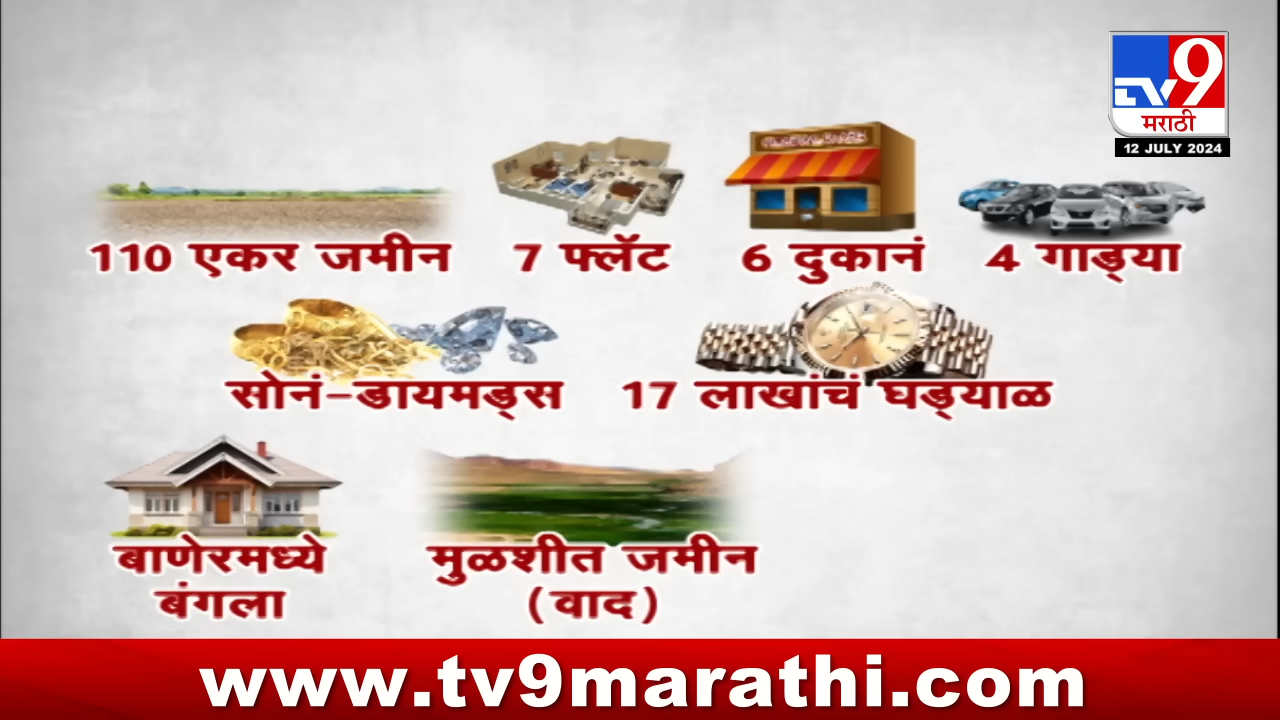 TV9
मराठी
12 JULY 2024
110 एकर जमीन
7 फ्लॅट
6 दुकानं
4 गाड्या
सोनं-डायमड्स
17 लाखांचं घड्याळ
बाणेरमध्ये
बंगला
मुळशीत जमीन
(वाद)
www.tv9marathi.com